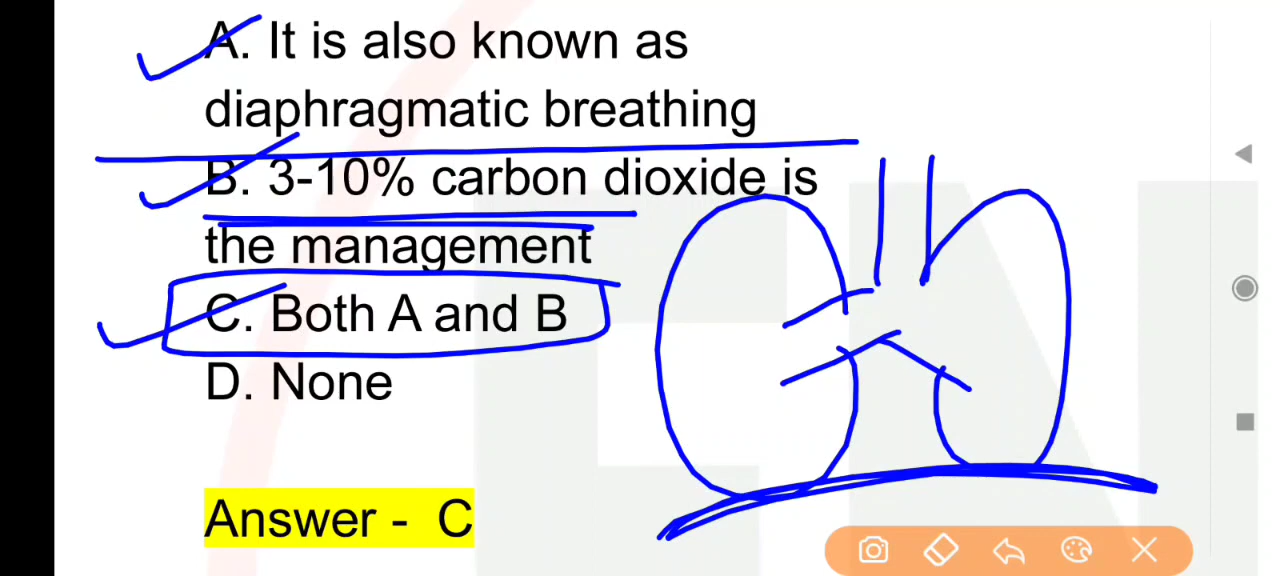 A. It is also known as
diaphragmatic breathing
B. 3-10% carbon dioxide is
the management
C. Both A and B
D. None
Answer - C